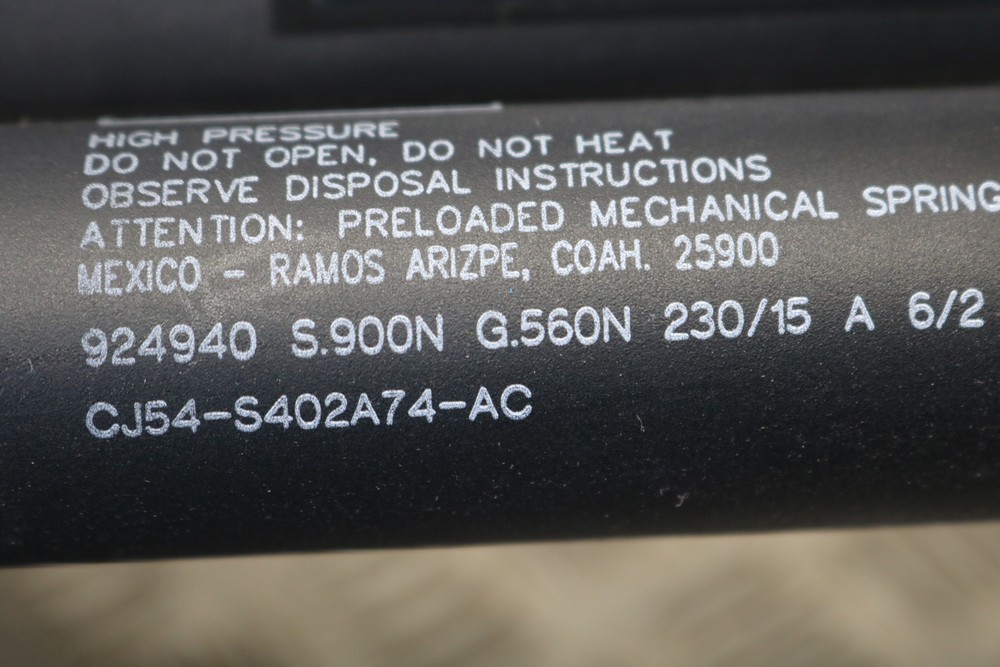 HIGH PRESSURE
DO NOT OPEN. DO NOT HEAT
OBSERVE DISPOSAL INSTRUCTIONS
ATTENTION: PRELOADED MECHANICAL SPRING
MEXICO - RAMOS ARIZPE, COAH. 25900
924940 S.900N G.560N 230/15 A 6/2
CJ54-S402A74-AC